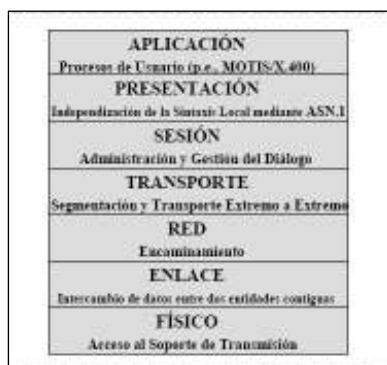 APLICACIÓN
Procesos de Usuario (p.e., MOTIS/X.400)
PRESENTACIÓN
Independización de la Sintaxis Local mediante ASN.1
SESIÓN
Administración y Gestión del Diálogo
TRANSPORTE
Segmentación y Transporte Extremo a Extremo
RED
Encaminamiento
ENLACE
Intercambio de datos entre dos entidades contiguas
FÍSICO
Acceso al Soporte de Transmisión